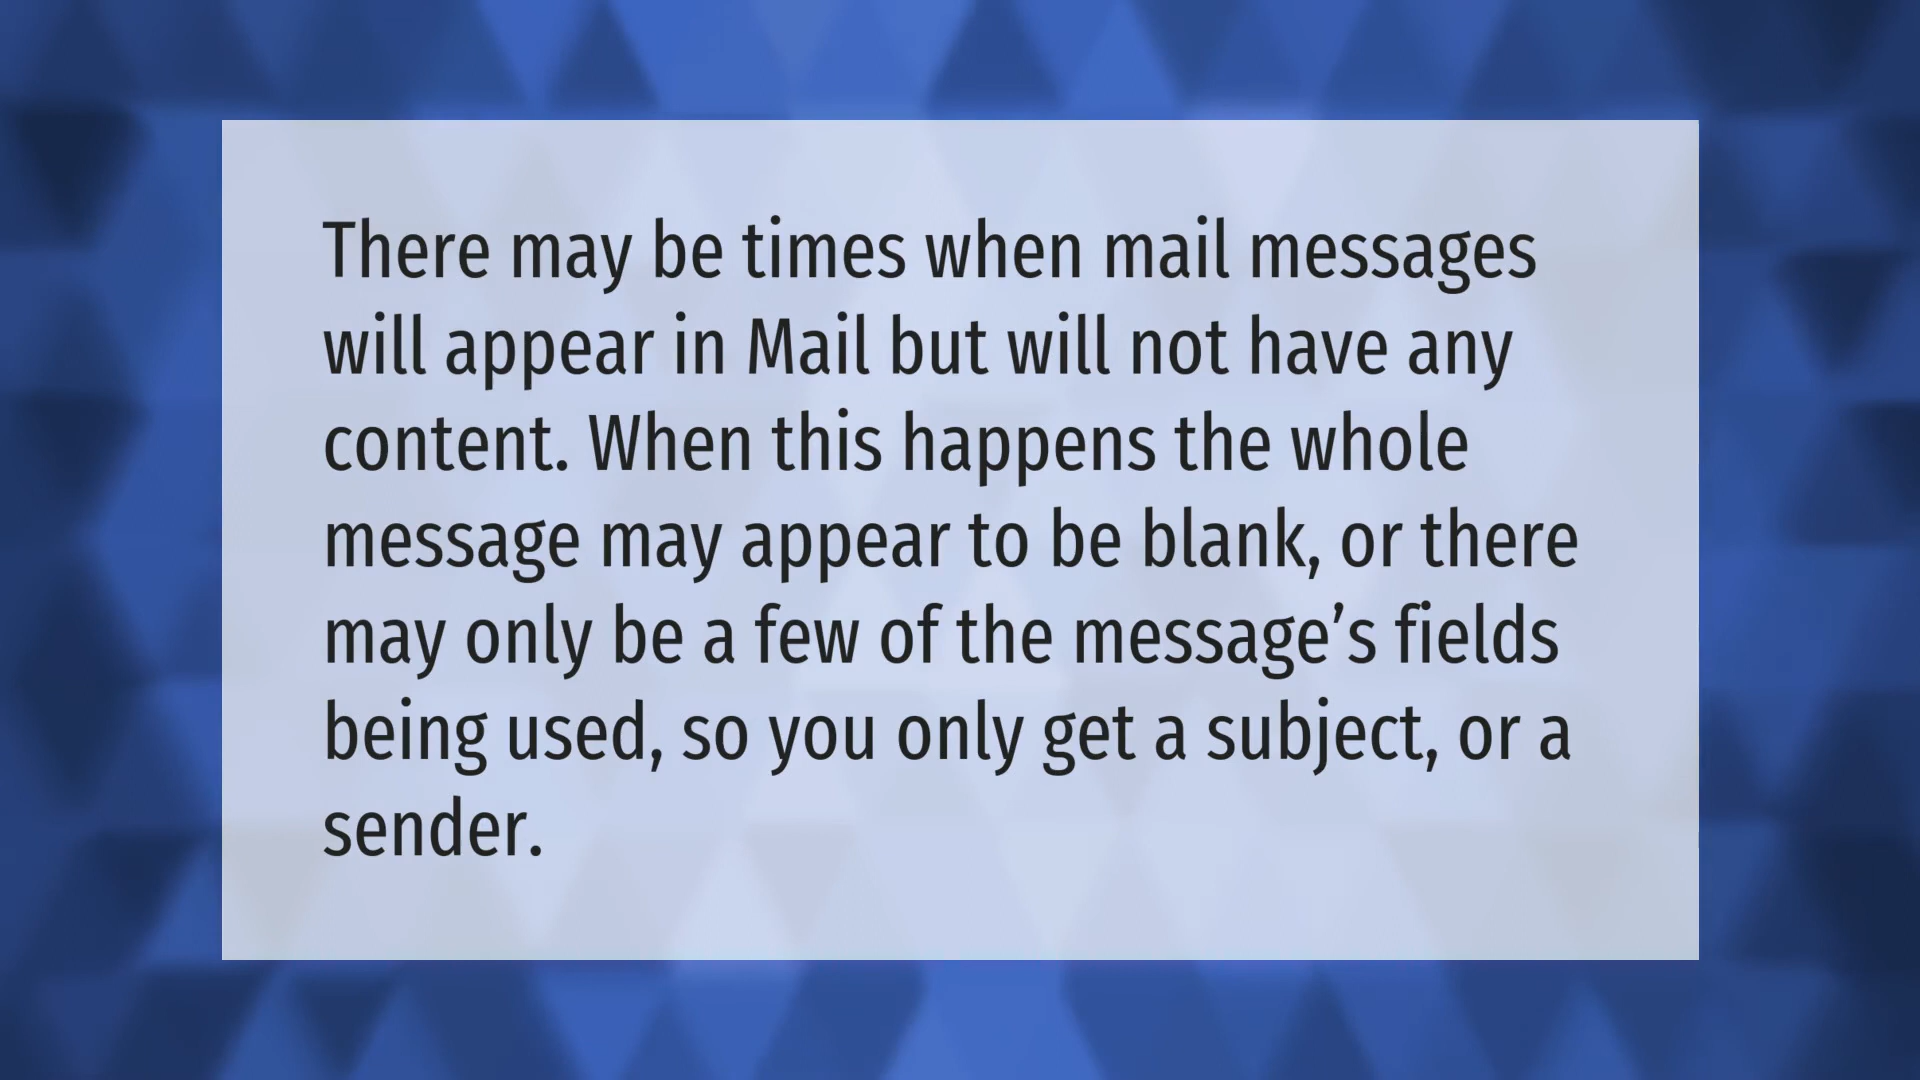 There may be times when mail messages
will appear in Mail but will not have any
content. When this happens the whole
message may appear to be blank, or there
may only be a few of the message’s fields
being used, so you only get a subject, or a
sender.